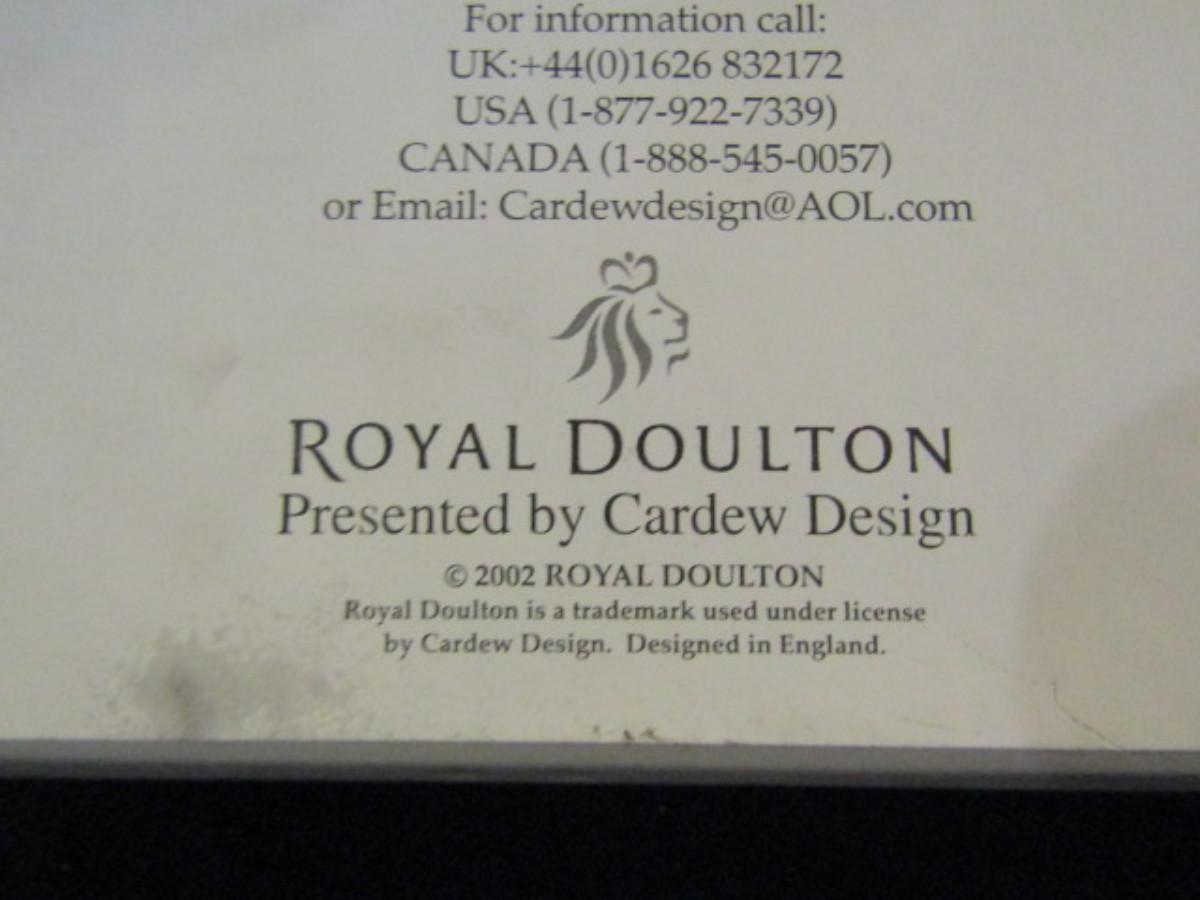 For information call:
UK:+44(0)1626 832172
USA (1-877-922-7339)
CANADA (1-888-545-0057)
or Email: Cardewdesign@AOL.com
ROYAL DOULTON
Presented by Cardew Design
© 2002 ROYAL DOULTON
Royal Doulton is a trademark used under license
by Cardew Design. Designed in England.